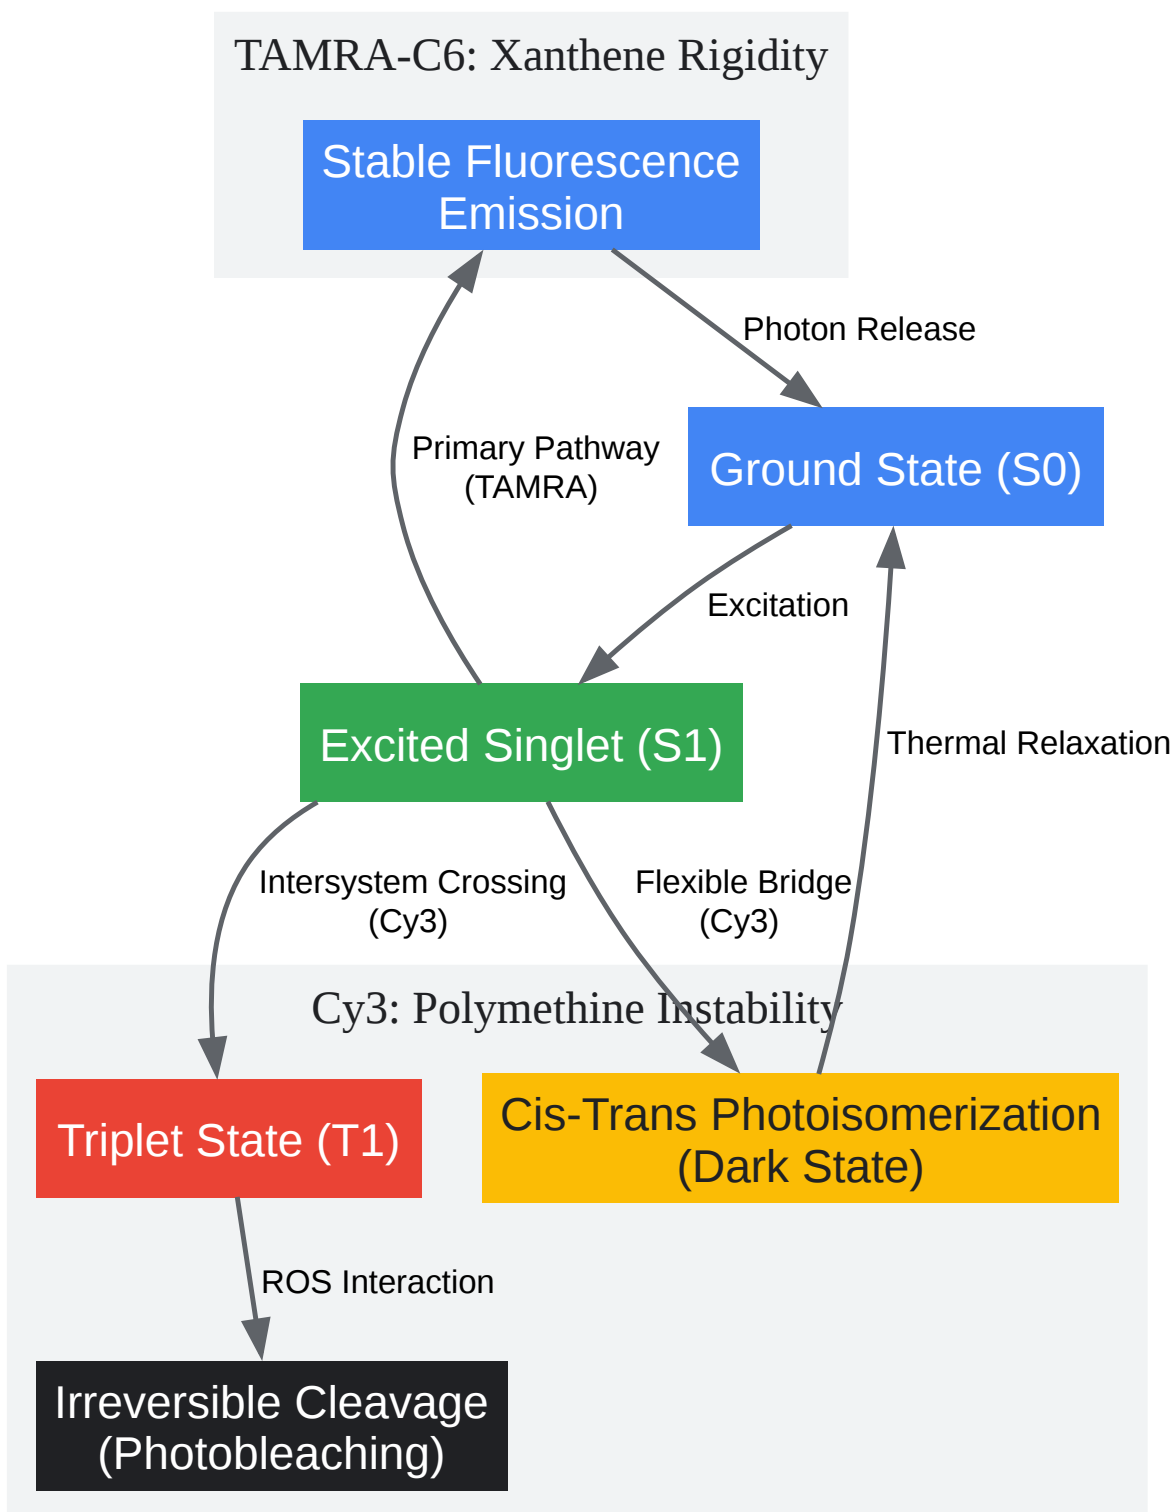 TAMRA-C6: Xanthene Rigidity
Stable Fluorescence
Emission
Photon Release
Primary Pathway
(TAMRA)
Ground State (S0)
Excitation
Excited Singlet (S1)
Thermal Relaxation
Intersystem Crossing
(Cy3)
Flexible Bridge
(Cy3)
Cy3: Polymethine Instability
Triplet State (T1)
Cis-Trans Photoisomerization
(Dark State)
ROS Interaction
Irreversible Cleavage
(Photobleaching)